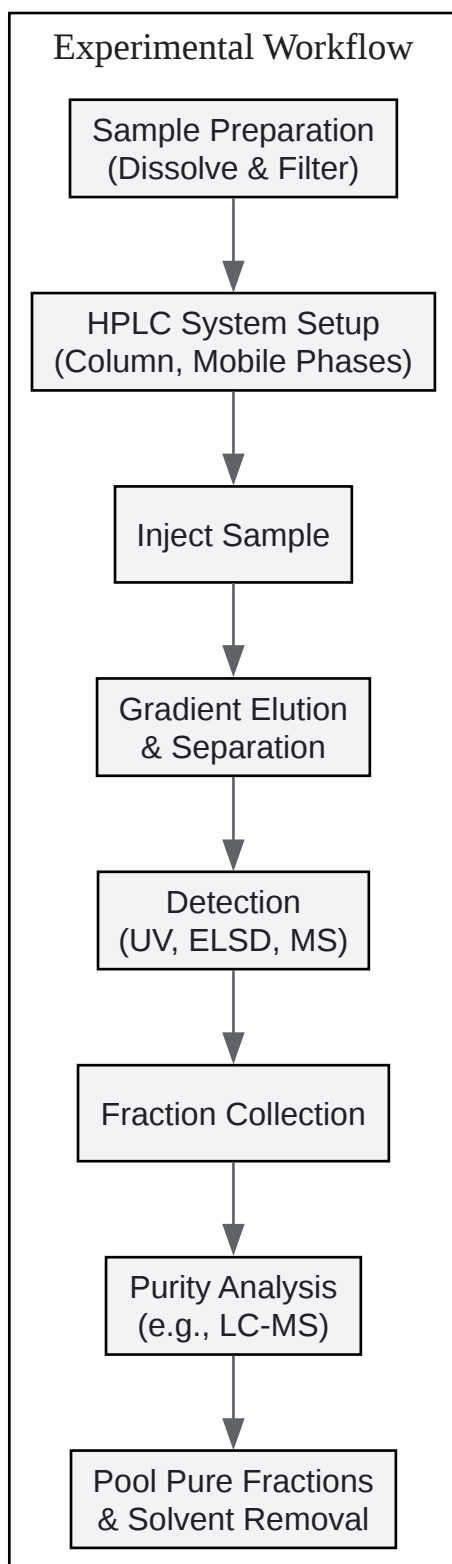 Experimental Workflow
Sample Preparation
(Dissolve & Filter)
HPLC System Setup
(Column, Mobile Phases)
Inject Sample
Gradient Elution
& Separation
Detection
(UV, ELSD, MS)
Fraction Collection
Purity Analysis
(e.g., LC-MS)
Pool Pure Fractions
& Solvent Removal